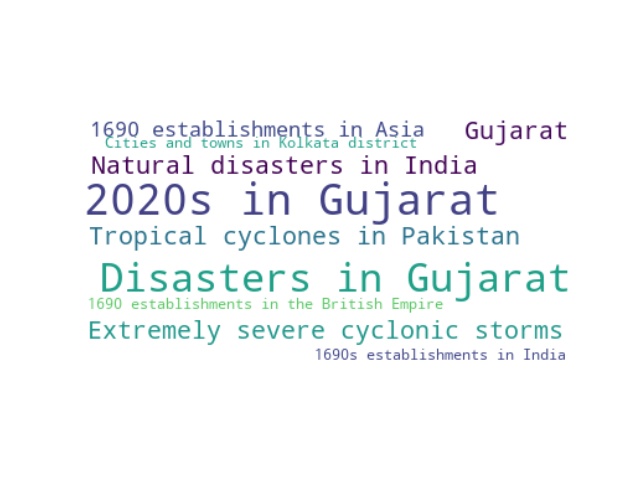 1690 establishments in Asia
Gujarat
Cities and towns in Kolkata district
Natural disasters in India
2020s in Gujarat
Tropical cyclones in Pakistan
Disasters in Gujarat
1690 establishments in the British Empire
Extremely severe cyclonic storms
1690s establishments in India